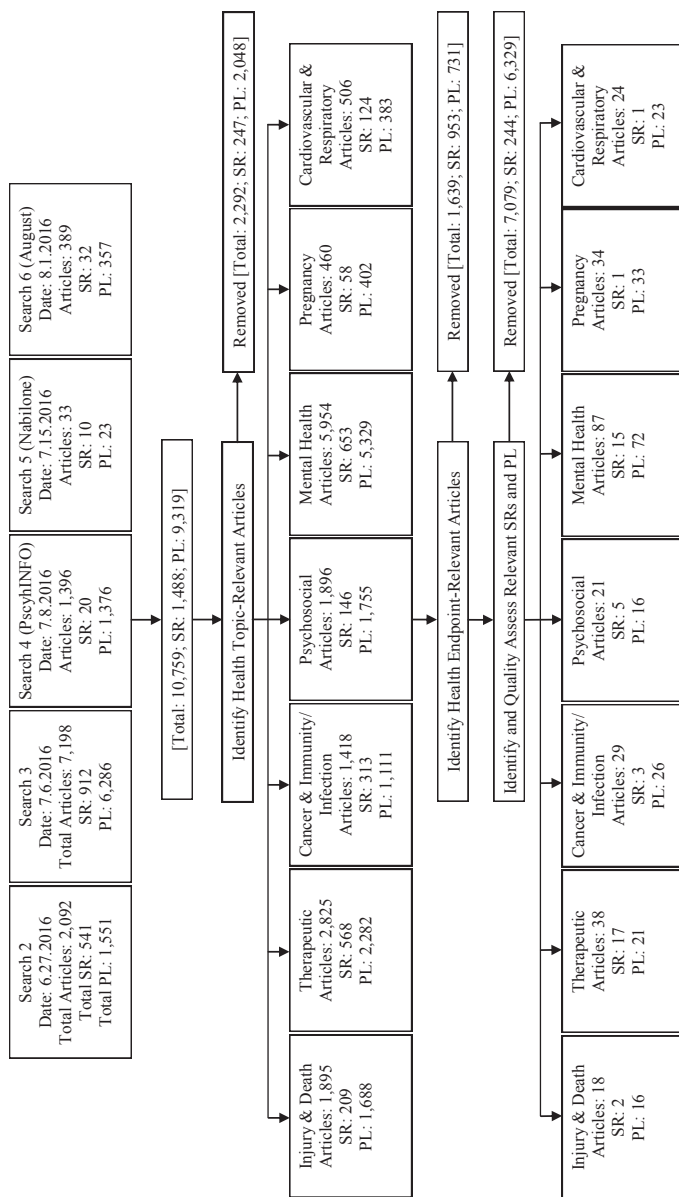 Search 2
Date: 6.27.2016
Total Articles: 2,092
Total SR: 541
Total PL: 1,551
Search 3
Date: 7.6.2016
Total Articles: 7,198
SR: 912
PL: 6,286
Search 4 (PscyhINFO)
Date: 7.8.2016
Articles: 1,396
SR: 20
PL: 1,376
Search 5 (Nabilone)
Date: 7.15.2016
Articles: 33
SR: 10
PL: 23
Search 6 (August)
Date: 8.1.2016
Articles: 389
SR: 32
PL: 357
[Total: 10,759; SR: 1,488; PL: 9,319]
Identify Health Topic-Relevant Articles
Removed [Total: 2,292; SR: 247; PL: 2,048]
Injury & Death
Articles: 1,895
SR: 209
PL: 1,688
Therapeutic
Articles: 2,825
SR: 568
PL: 2,282
Cancer & Immunity/
Infection
Articles: 1,418
SR: 313
PL: 1,111
Psychosocial
Articles: 1,896
SR: 146
PL: 1,755
Mental Health
Articles: 5,954
SR: 653
PL: 5,329
Pregnancy
Articles: 460
SR: 58
PL: 402
Cardiovascular &
Respiratory
Articles: 506
SR: 124
PL: 383
Identify Health Endpoint-Relevant Articles
Removed [Total: 1,639; SR: 953; PL: 731]
Identify and Quality Assess Relevant SRs and PL
Removed [Total: 7,079; SR: 244; PL: 6,329]
Injury & Death
Articles: 18
SR: 2
PL: 16
Therapeutic
Articles: 38
SR: 17
PL: 21
Cancer & Immunity/
Infection
Articles: 29
SR: 3
PL: 26
Psychosocial
Articles: 21
SR: 5
PL: 16
Mental Health
Articles: 87
SR: 15
PL: 72
Pregnancy
Articles: 34
SR: 1
PL: 33
Cardiovascular &
Respiratory
Articles: 24
SR: 1
PL: 23